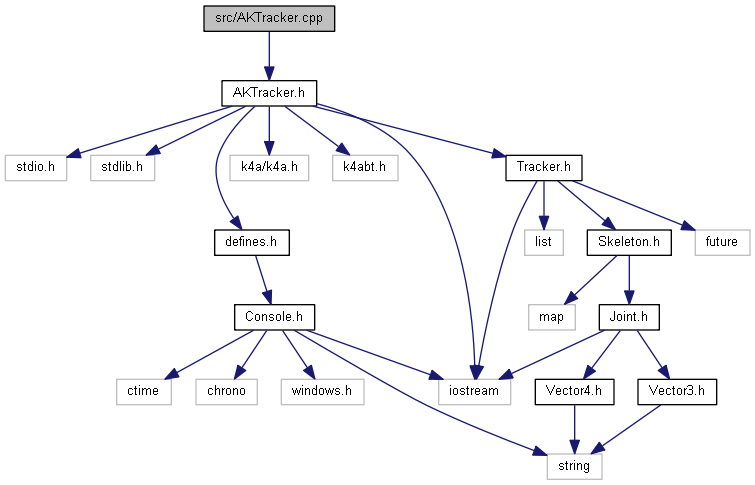 src/AKTracker.cpp
AKTracker.h
stdio.h
stdlib.h
k4a/k4a.h
k4abt.h
Tracker.h
defines.h
list
Skeleton.h
future
Console.h
map
Joint.h
ctime
chrono
windows.h
iostream
Vector4.h
Vector3.h
string